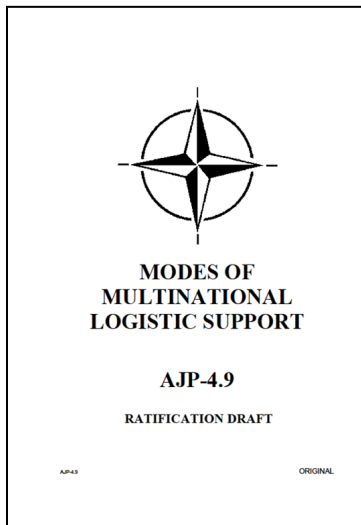 MODES OF
MULTINATIONAL
LOGISTIC SUPPORT
AJP-4.9
RATIFICATION DRAFT
AJP-4.9
ORIGINAL